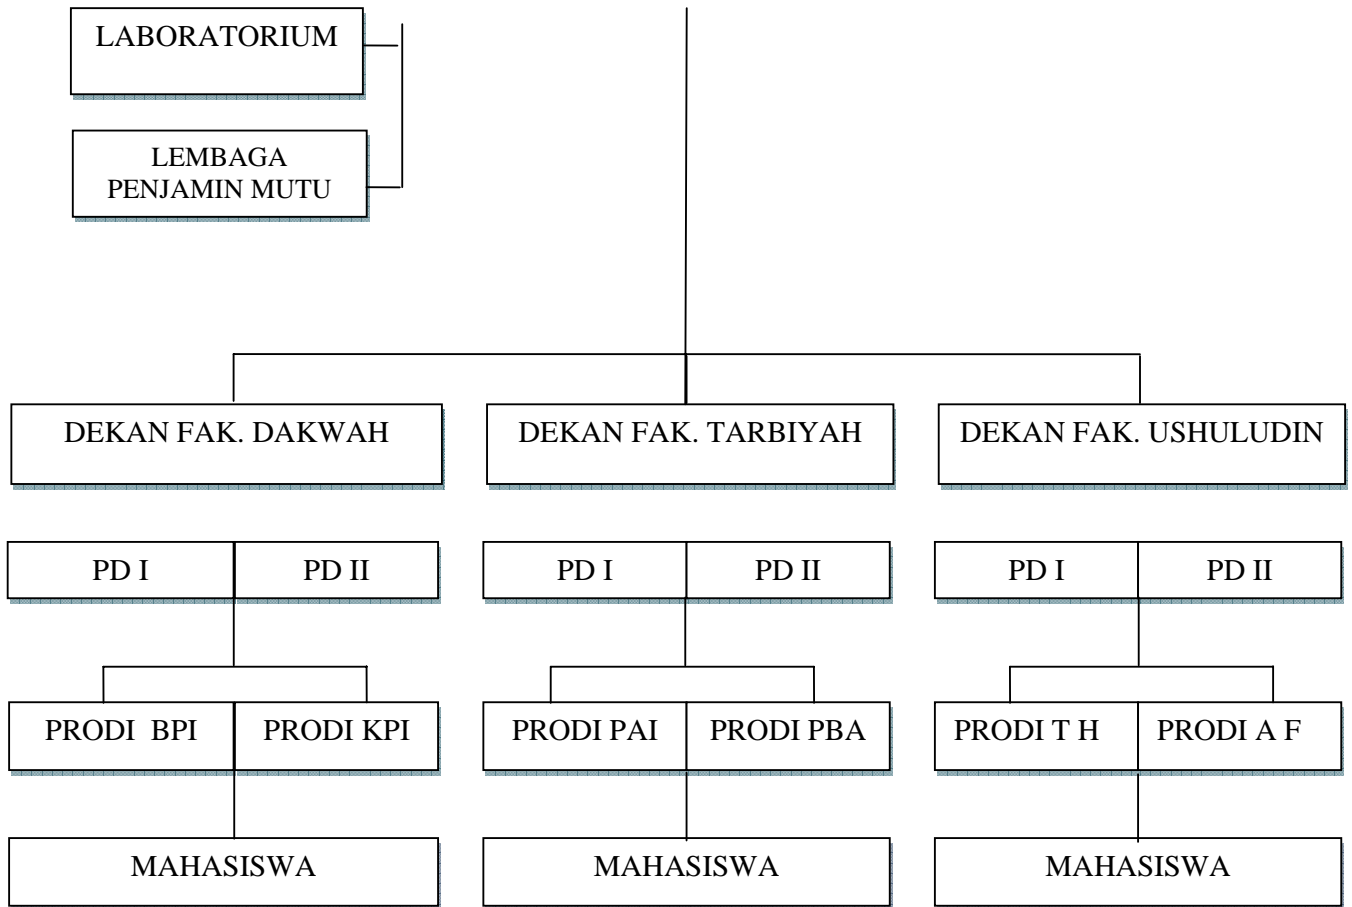 LABORATORIUM
LEMBAGA
PENJAMIN MUTU
DEKAN FAK. DAKWAH
DEKAN FAK. TARBIYAH
DEKAN FAK. USHULUDIN
PD I
PD II
PD I
PD II
PD I
PD II
PRODI BPI
PRODI KPI
PRODI PAI
PRODI PBA
PRODI T H
PRODI A F
MAHASISWA
MAHASISWA
MAHASISWA